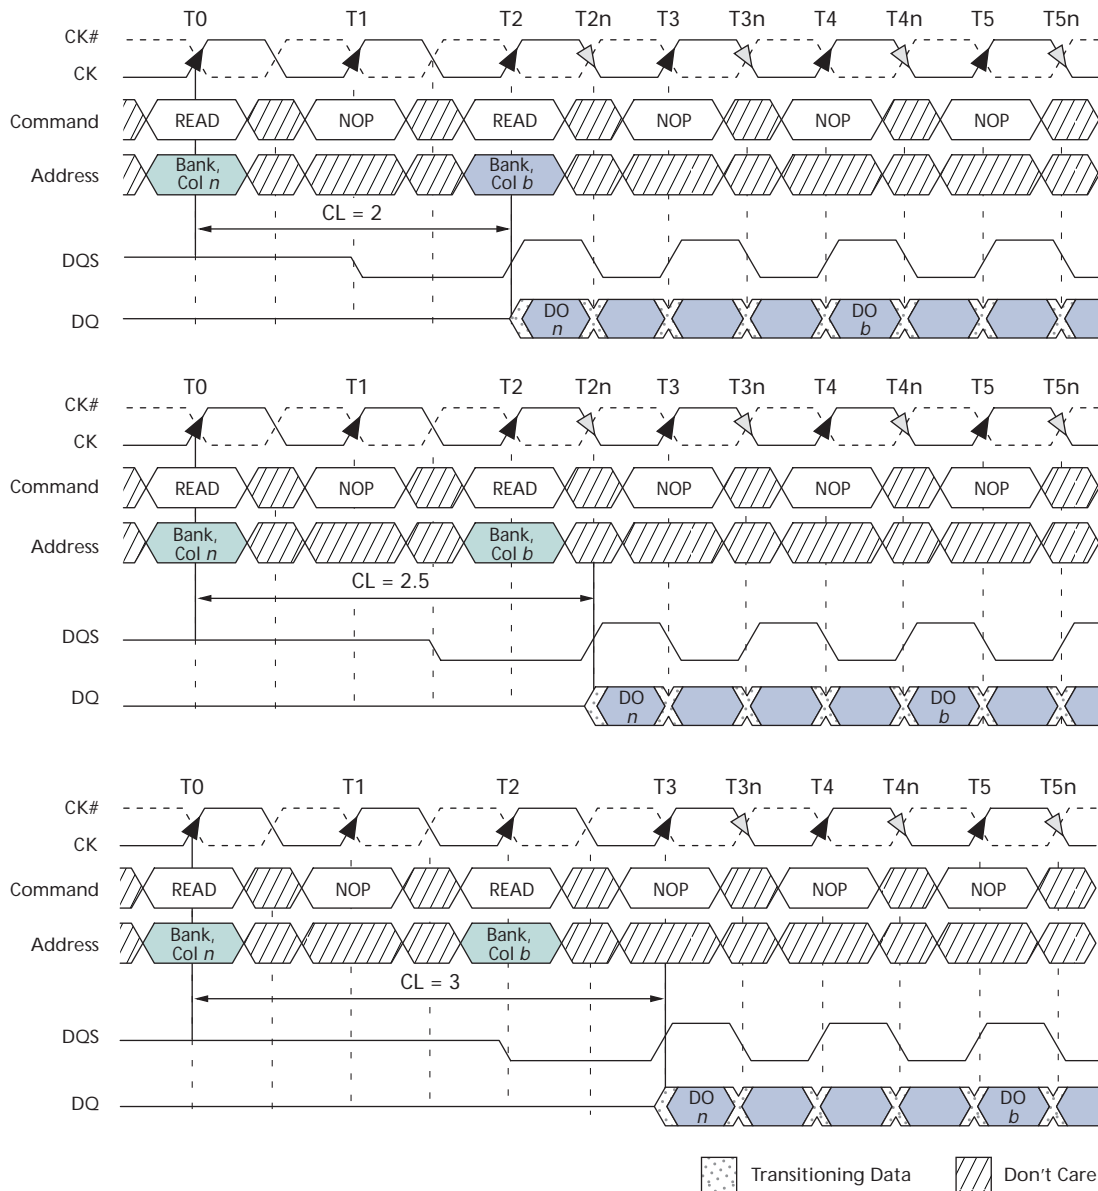 T0 T1 T2 T2n T3 T3n T4 T4n T5 T5n
CK#
CK
Command READ NOP READ NOP NOP NOP
Address Bank, Col n Bank, Col b
CL = 2
DQS
DQ DO n DO b
T0 T1 T2 T2n T3 T3n T4 T4n T5 T5n
CK#
CK
Command READ NOP READ NOP NOP NOP
Address Bank, Col n Bank, Col b
CL = 2.5
DQS
DQ DO n DO b
T0 T1 T2 T3 T3n T4 T4n T5 T5n
CK#
CK
Command READ NOP READ NOP NOP NOP
Address Bank, Col n Bank, Col b
CL = 3
DQS
DQ DO n DO b
Transitioning Data Don't Care